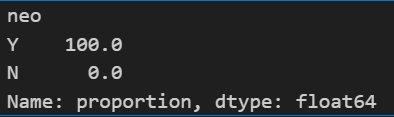 neo
Y    100.0
N      0.0
Name: proportion, dtype: float64